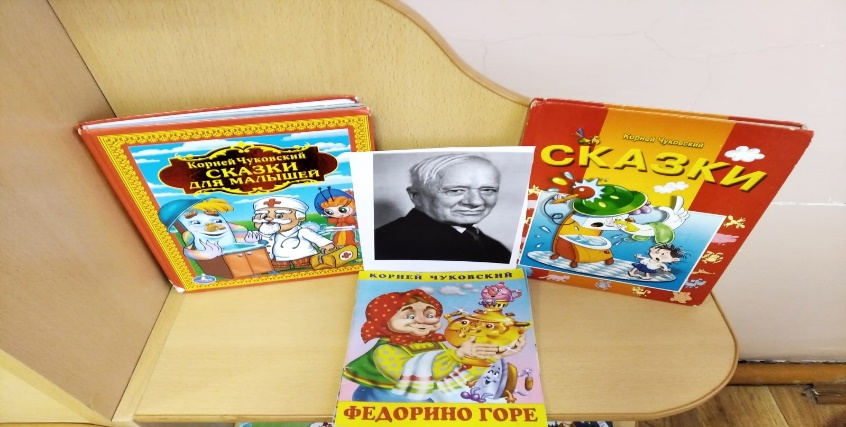 Корней Чуковский
СКАЗКИ
ДЛЯ МАЛЫШЕЙ
Корней Чуковский
СКАЗКИ
КОРНЕЙ ЧУКОВСКИЙ
ФЕДОРИНО ГОРЕ